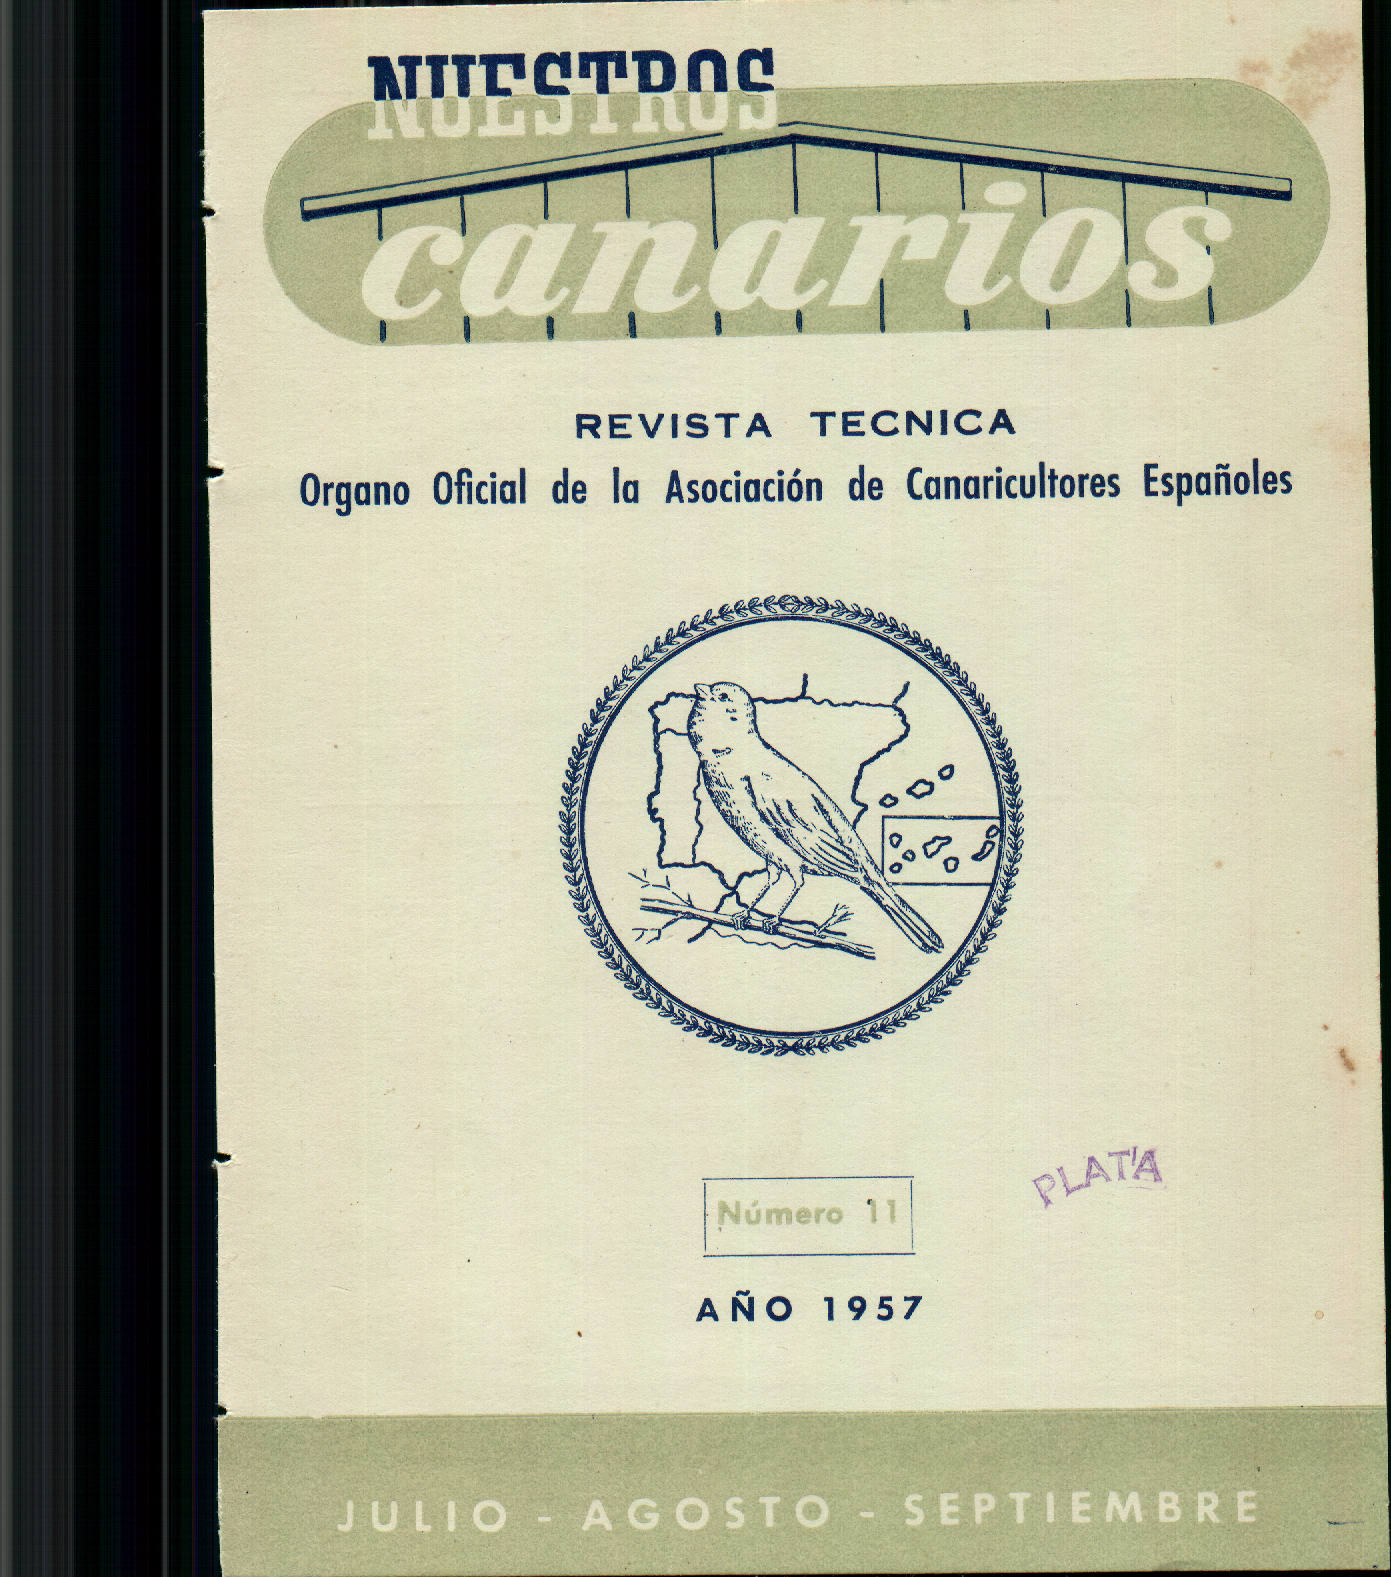 NUESTROS
canarios
REVISTA TECNICA
Organo Oficial de la Asociación de Canaricultores Españoles
PLATA
Número 11
AÑO 1957
JULIO - AGOSTO - SEPTIEMBRE